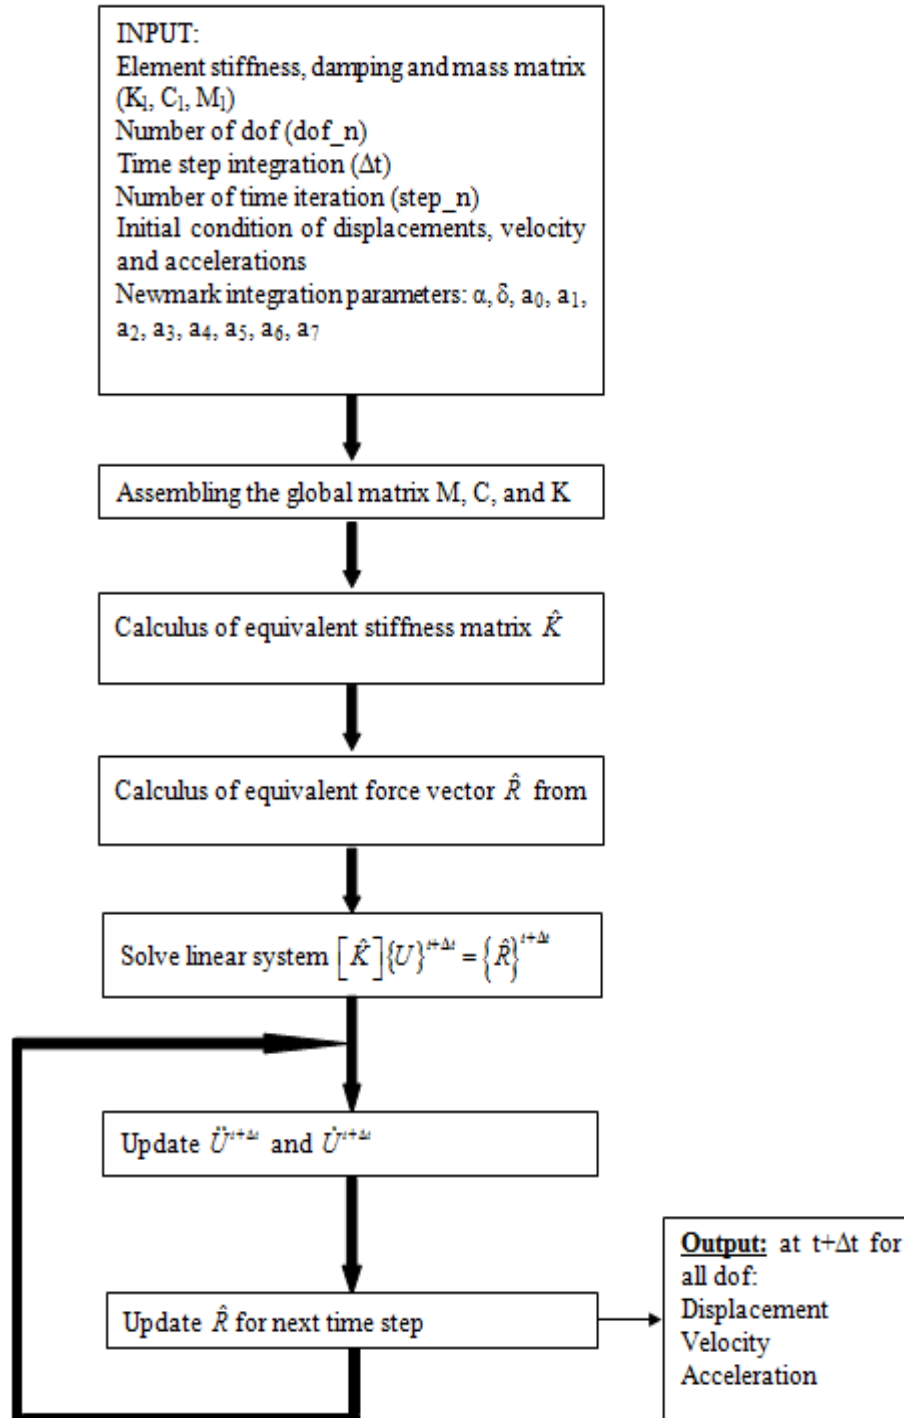 INPUT:
Element stiffness, damping and mass matrix
(K₁, C₁, M₁)
Number of dof (dof_n)
Time step integration (Δt)
Number of time iteration (step_n)
Initial condition of displacements, velocity
and accelerations
Newmark integration parameters: α, δ, a₀, a₁,
a₂, a₃, a₄, a₅, a₆, a₇
Assembling the global matrix M, C, and K
Calculus of equivalent stiffness matrix K̂
Calculus of equivalent force vector R̂ from
Solve linear system [K̂]{U}^{t+Δt} = {R̂}^{t+Δt}
Update Ü^{t+Δt} and U̇^{t+Δt}
Update R̂ for next time step
Output: at t+Δt for
all dof:
Displacement
Velocity
Acceleration